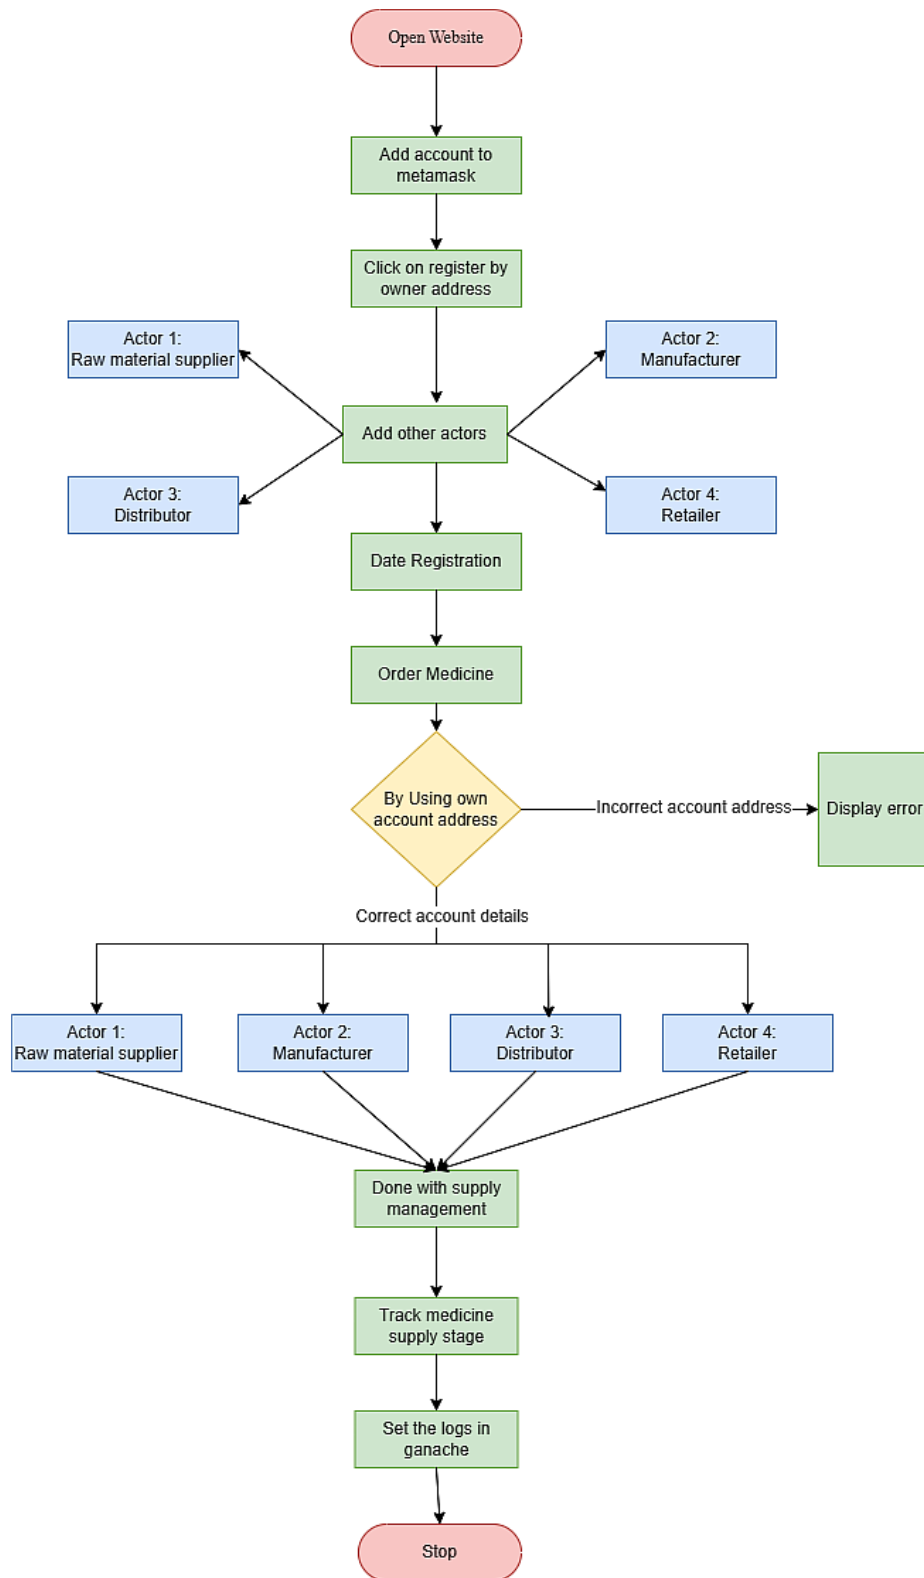 Open Website
Add account to
metamask
Click on register by
owner address
Actor 1:
Raw material supplier
Actor 2:
Manufacturer
Add other actors
Actor 3:
Distributor
Actor 4:
Retailer
Date Registration
Order Medicine
By Using own
account address
Incorrect account address
Display error
Correct account details
Actor 1:
Raw material supplier
Actor 2:
Manufacturer
Actor 3:
Distributor
Actor 4:
Retailer
Done with supply
management
Track medicine
supply stage
Set the logs in
ganache
Stop